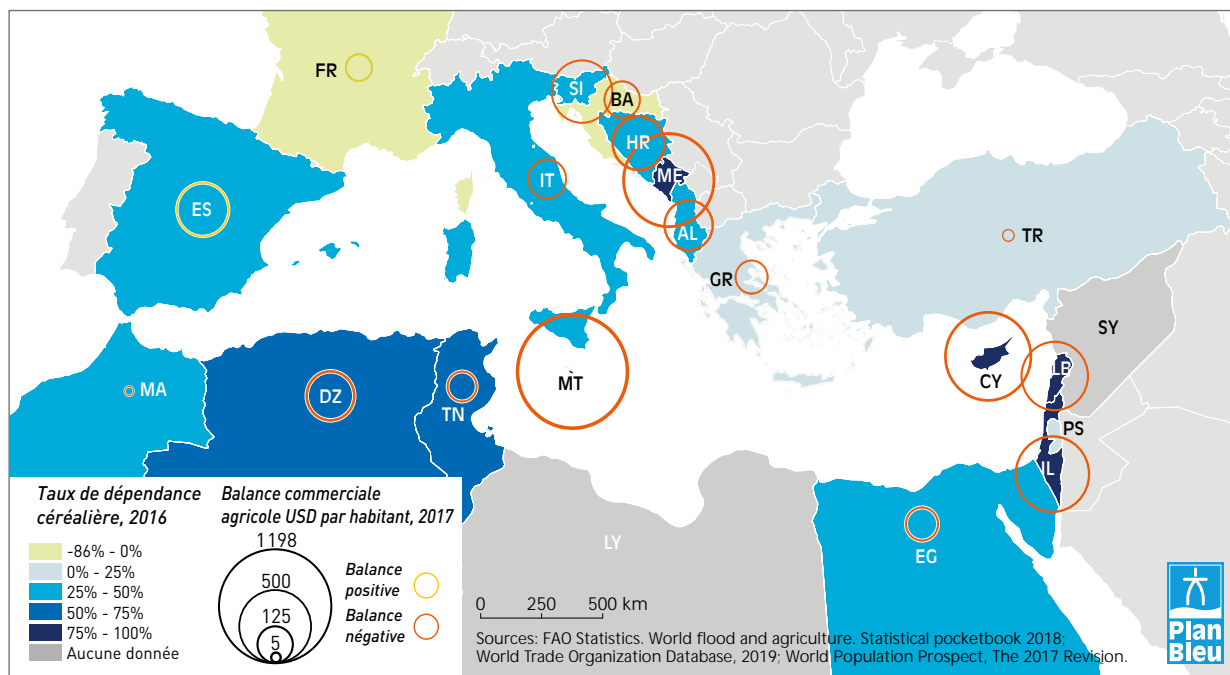 FR
SI
BA
HR
ME
IT
AL
ES
GR
TR
SY
CY
LB
MT
MA
DZ
TN
PS
IL
LY
EG
Taux de dépendance
céréalière, 2016
-86% - 0%
0% - 25%
25% - 50%
50% - 75%
75% - 100%
Aucune donnée
Balance commerciale
agricole USD par habitant, 2017
1198
500
125
5
Balance
positive
Balance
négative
0 250 500 km
Sources: FAO Statistics. World flood and agriculture. Statistical pocketbook 2018;
World Trade Organization Database, 2019; World Population Prospect, The 2017 Revision.
Plan
Bleu